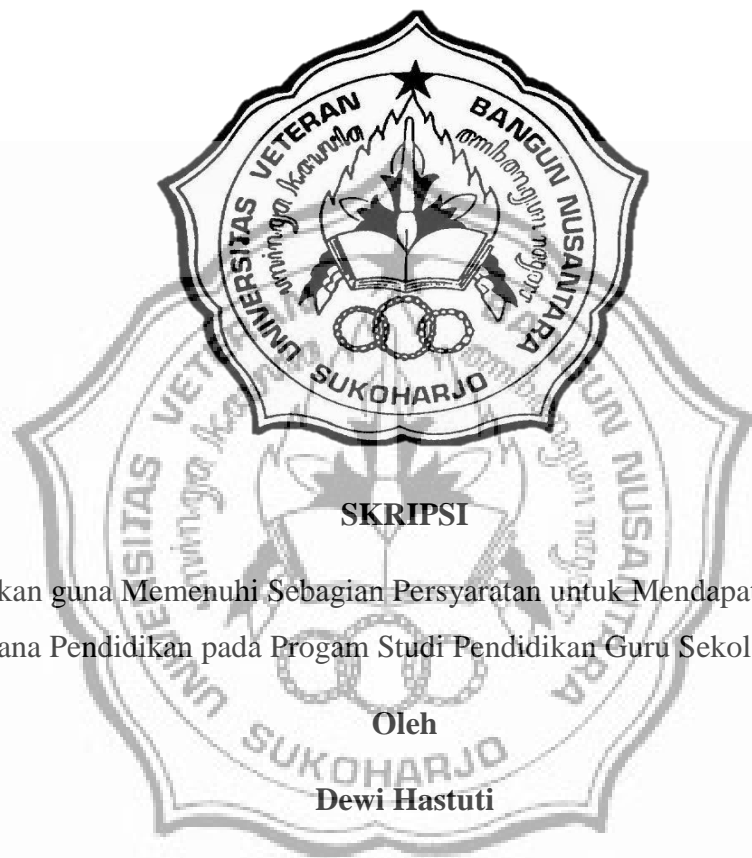 UNIVERSITAS VETERAN BANGUN NUSANTARA
SUKOHARJO
SKRIPSI
kan guna Memenuhi Sebagian Persyaratan untuk Mendapa
ana Pendidikan pada Progam Studi Pendidikan Guru Sekol
Oleh
Dewi Hastuti